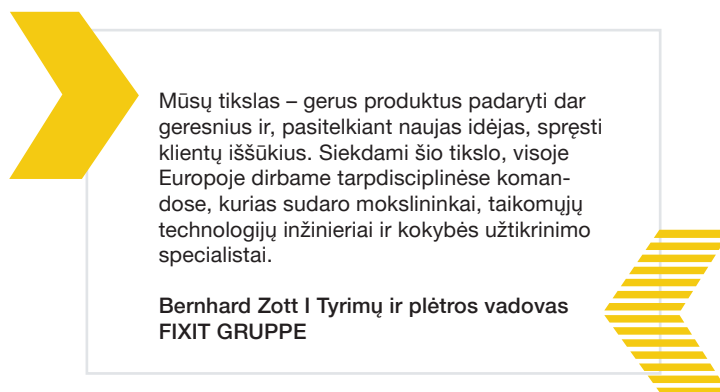 Mūsų tikslas – gerus produktus padaryti dar
geresnius ir, pasitelkiant naujas idėjas, spręsti
klientų iššūkius. Siekdami šio tikslo, visoje
Europoje dirbame tarpdisciplinėse koman-
dose, kurias sudaro mokslininkai, taikomųjų
technologijų inžinieriai ir kokybės užtikrinimo
specialistai.
Bernhard Zott I Tyrimų ir plėtros vadovas
FIXIT GRUPPE